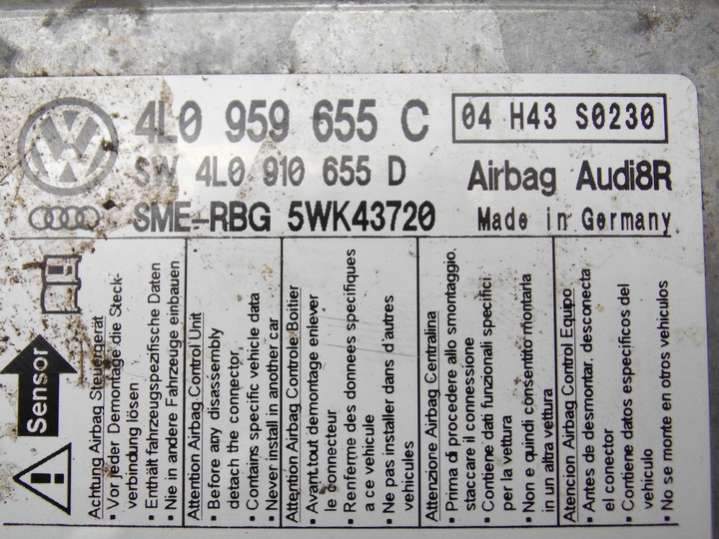 4L0 959 655 C
04 H43 S0230
SW 4L0 910 655 D
Airbag Audi8R
SME-RBG 5WK43720
Made in Germany
Sensor
Achtung Airbag Steuergerät
• Vor jeder Demontage die Steck-
verbindung lösen
• Enthält fahrzeugspezifische Daten
• Nie in andere Fahrzeuge einbauen
Attention Airbag Control Unit
• Before any disassembly
detach the connector,
• Contains specific vehicle data
• Never install in another car
Attention Airbag Controle Boitier
• Avant tout demontage enlever
le connecteur
• Renferme des donnees specifiques
a ce vehicule
• Ne pas installer dans d'autres
vehicules
Attenzione Airbag Centralina
• Prima di procedere allo smontaggio,
staccare il connessione
• Contiene dati funzionali specifici
per la vettura
• Non e quindi consentito montarla
in un altra vettura
Atencion Airbag Control Equipo
• Antes de desmontar, desconecta
el conector
• Contiene datos especificos del
vehiculo
• No se monte en otros vehiculos